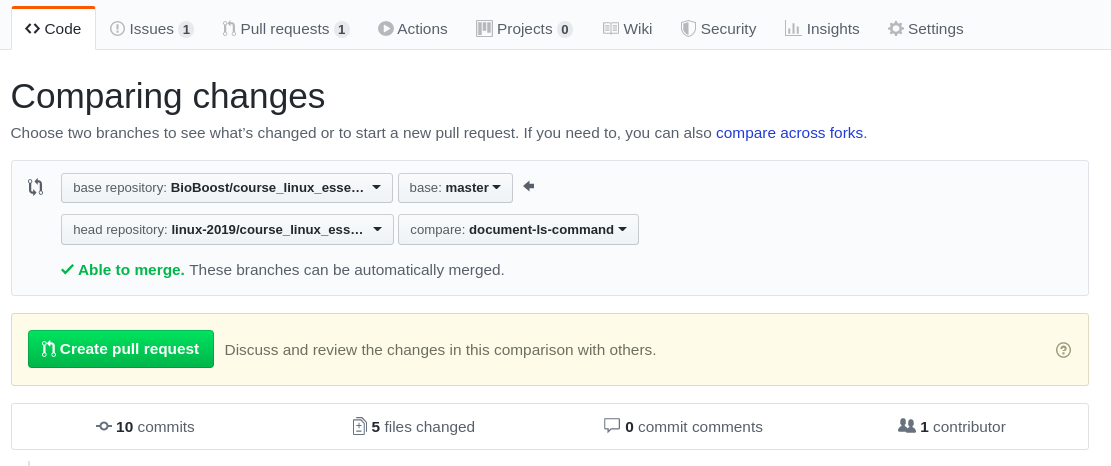 Code Issues 1 Pull requests 1 Actions Projects 0 Wiki Security Insights Settings
Comparing changes
Choose two branches to see what's changed or to start a new pull request. If you need to, you can also compare across forks.
base repository: BioBoost/course_linux_esse… base: master
head repository: linux-2019/course_linux_ess… compare: document-ls-command
Able to merge. These branches can be automatically merged.
Create pull request Discuss and review the changes in this comparison with others.
10 commits 5 files changed 0 commit comments 1 contributor